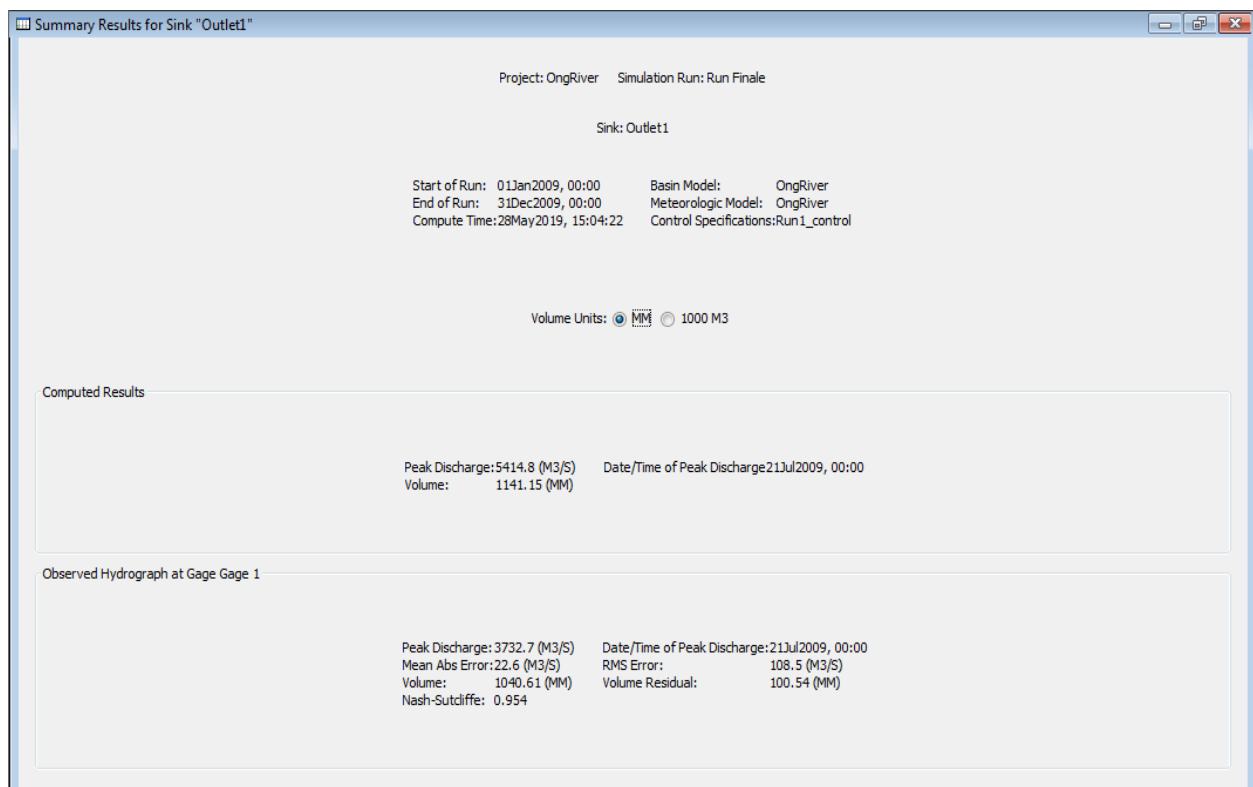 Summary Results for Sink "Outlet1"
Project: OngRiver Simulation Run: Run Finale
Sink: Outlet1
Start of Run: 01Jan2009, 00:00 Basin Model: OngRiver
End of Run: 31Dec2009, 00:00 Meteorologic Model: OngRiver
Compute Time:28May2019, 15:04:22 Control Specifications:Run1_control
Volume Units: MM 1000 M3
Computed Results
Peak Discharge:5414.8 (M3/S) Date/Time of Peak Discharge21Jul2009, 00:00
Volume: 1141.15 (MM)
Observed Hydrograph at Gage Gage 1
Peak Discharge:3732.7 (M3/S) Date/Time of Peak Discharge:21Jul2009, 00:00
Mean Abs Error:22.6 (M3/S) RMS Error: 108.5 (M3/S)
Volume: 1040.61 (MM) Volume Residual: 100.54 (MM)
Nash-Sutcliffe: 0.954